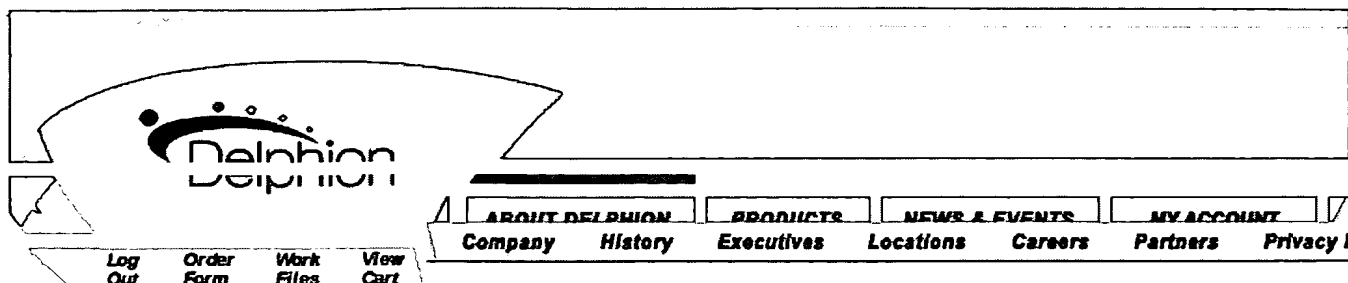 Delphion
ABOUT DELPHION PRODUCTS NEWS & EVENTS MY ACCOUNT
Company History Executives Locations Careers Partners Privacy
Log Out Order Form Work Files View Cart